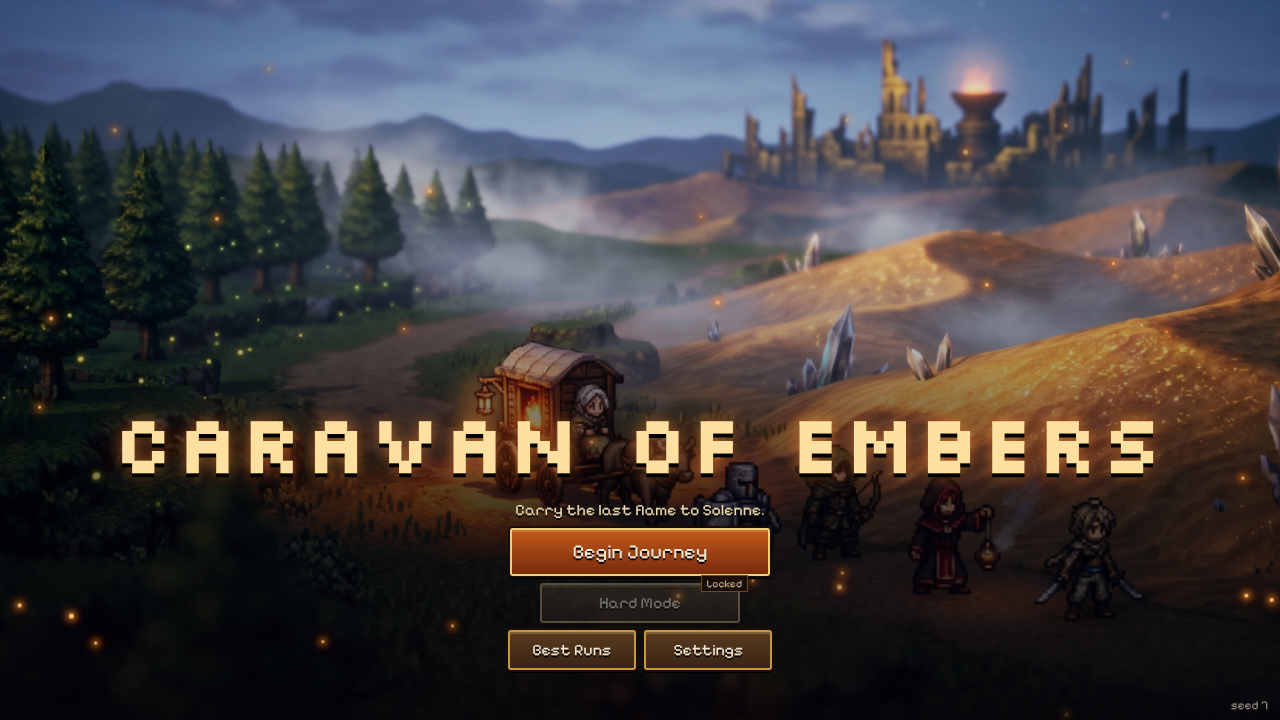 CARAVAN OF EMBERS
Carry the last flame to Solenne.
Begin Journey
Locked
Hard Mode
Best Runs
Settings
seed 7